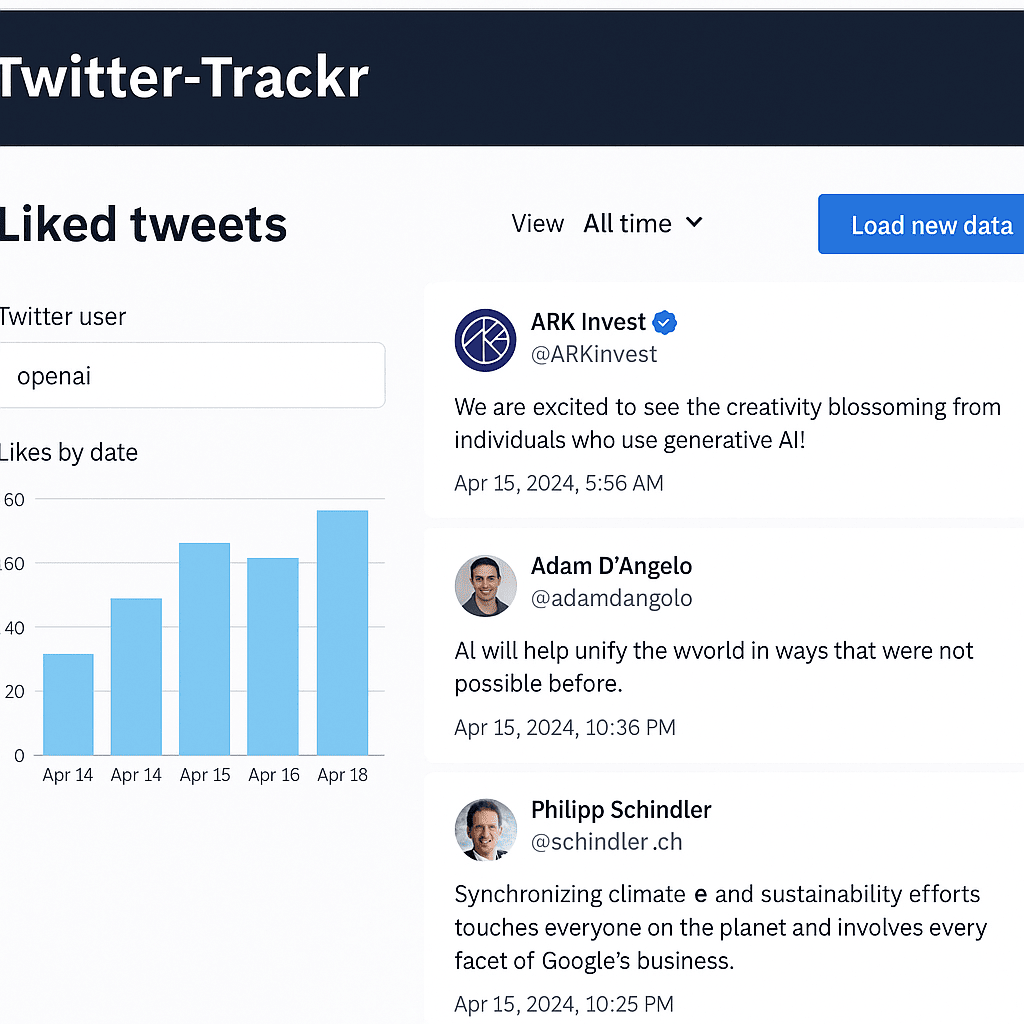 Twitter-Trackr
Liked tweets
View All time
Load new data
Twitter user
openai
Likes by date
60
60
40
20
0
Apr 14 Apr 14 Apr 15 Apr 16 Apr 18
ARK Invest
@ARKinvest
We are excited to see the creativity blossoming from
individuals who use generative AI!
Apr 15, 2024, 5:56 AM
Adam D’Angelo
@adamdangolo
AI will help unify the wvorld in ways that were not
possible before.
Apr 15, 2024, 10:36 PM
Philipp Schindler
@schindler.ch
Synchronizing climate e and sustainability efforts
touches everyone on the planet and involves every
facet of Google’s business.
Apr 15, 2024, 10:25 PM